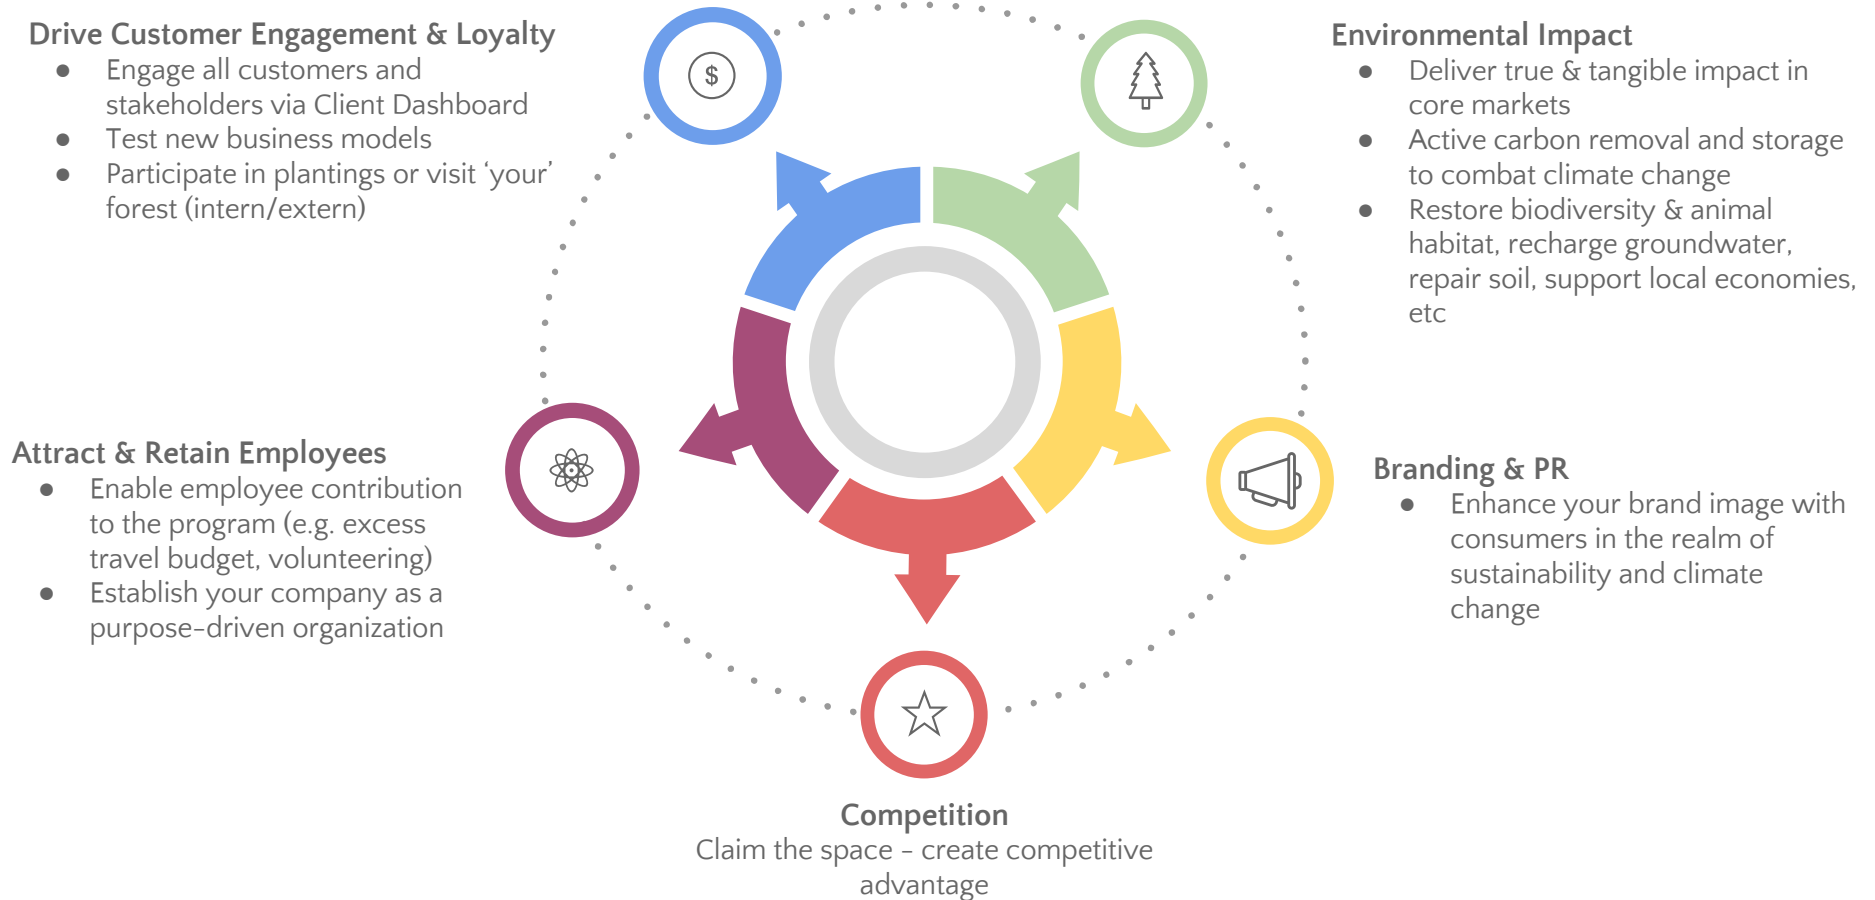 Drive Customer Engagement & Loyalty
● Engage all customers and
stakeholders via Client Dashboard
● Test new business models
● Participate in plantings or visit ‘your’
forest (intern/extern)
$
Environmental Impact
● Deliver true & tangible impact in
core markets
● Active carbon removal and storage
to combat climate change
● Restore biodiversity & animal
habitat, recharge groundwater,
repair soil, support local economies,
etc
Attract & Retain Employees
● Enable employee contribution
to the program (e.g. excess
travel budget, volunteering)
● Establish your company as a
purpose-driven organization
Branding & PR
● Enhance your brand image with
consumers in the realm of
sustainability and climate
change
Competition
Claim the space - create competitive
advantage